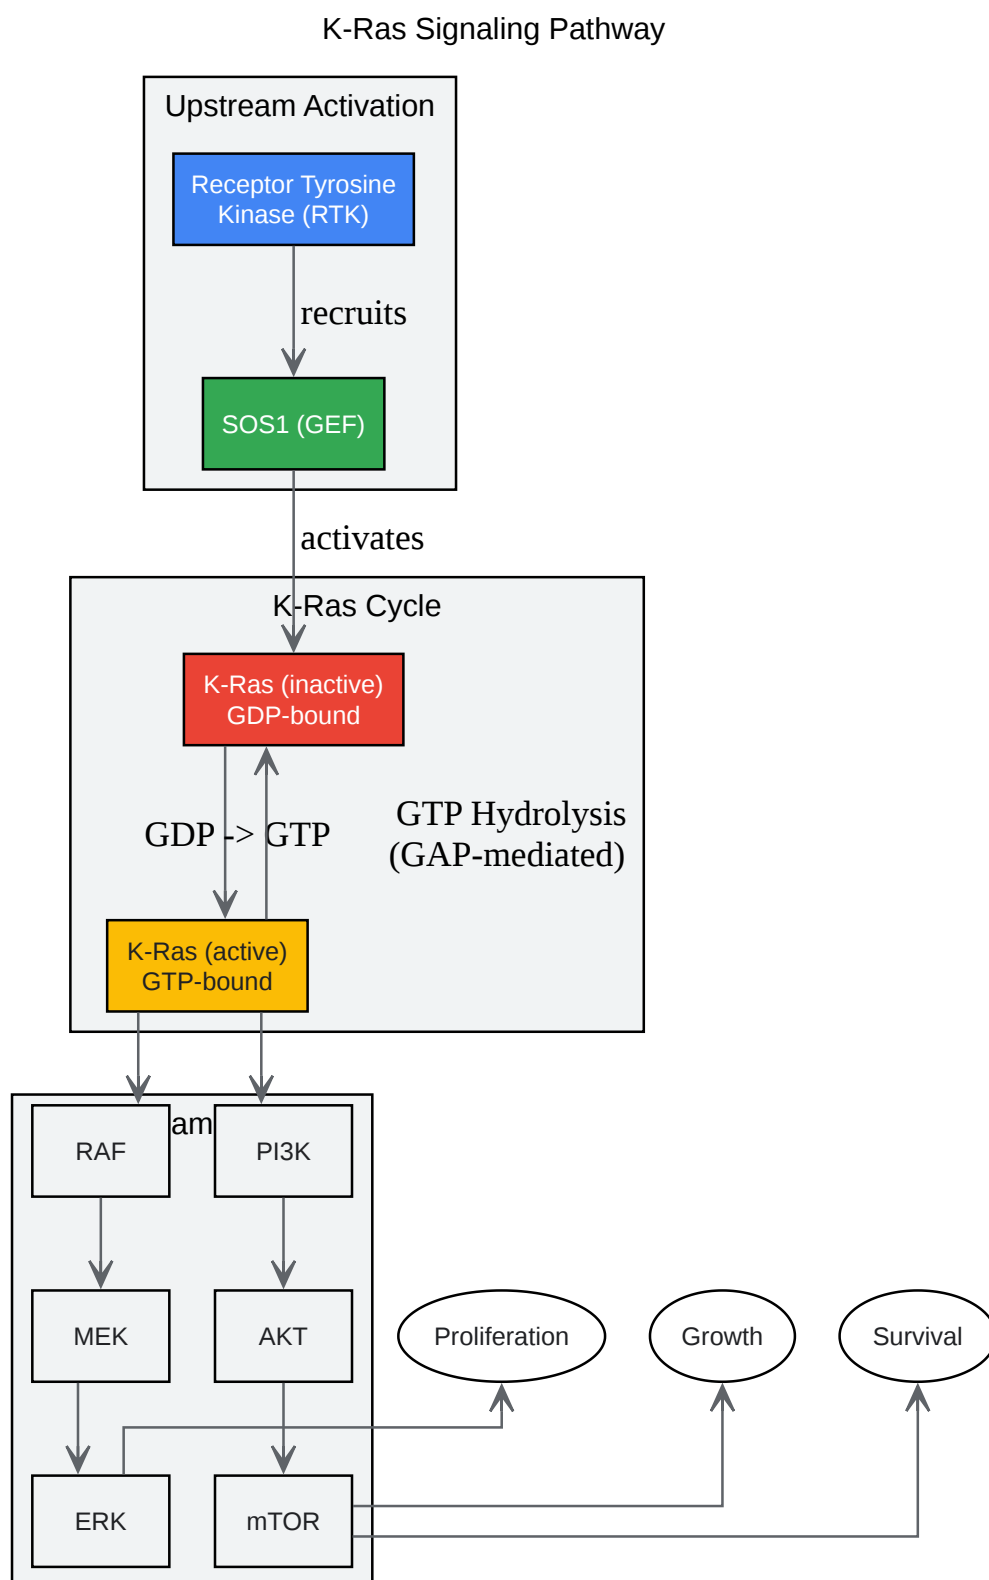 K-Ras Signaling Pathway
Upstream Activation
Receptor Tyrosine
Kinase (RTK)
recruits
SOS1 (GEF)
activates
K-Ras Cycle
K-Ras (inactive)
GDP-bound
GDP -> GTP
GTP Hydrolysis
(GAP-mediated)
K-Ras (active)
GTP-bound
RAF
PI3K
MEK
AKT
Proliferation
Growth
Survival
ERK
mTOR